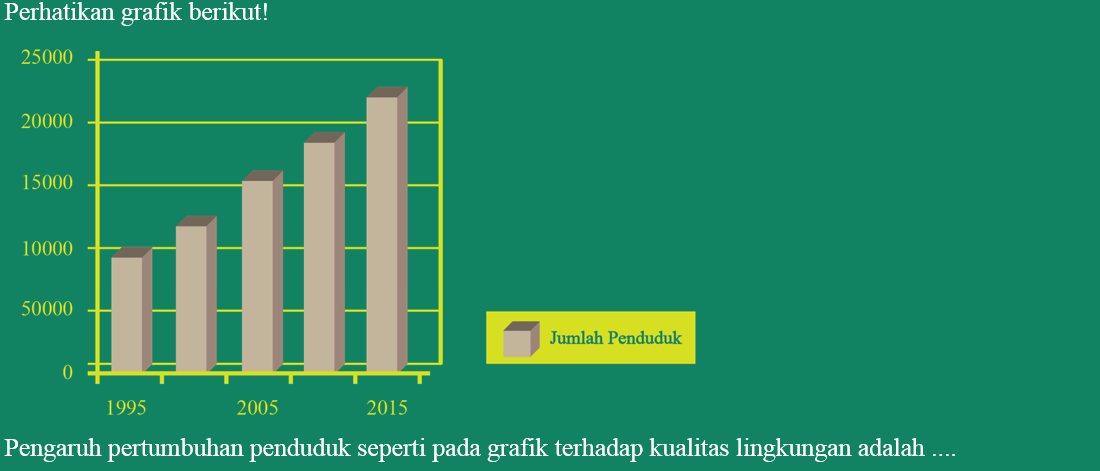 Perhatikan grafik berikut!
25000
20000
15000
10000
50000
0
1995 2005 2015
Jumlah Penduduk
Pengaruh pertumbuhan penduduk seperti pada grafik terhadap kualitas lingkungan adalah ....